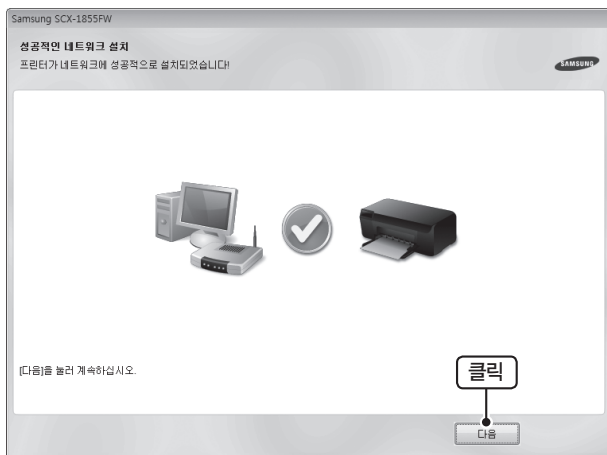 Samsung SCX-1855FW
성공적인 네트워크 설치
프린터가 네트워크에 성공적으로 설치되었습니다!
SAMSUNG
[다음]을 눌러 계속하십시오.
클릭
다음